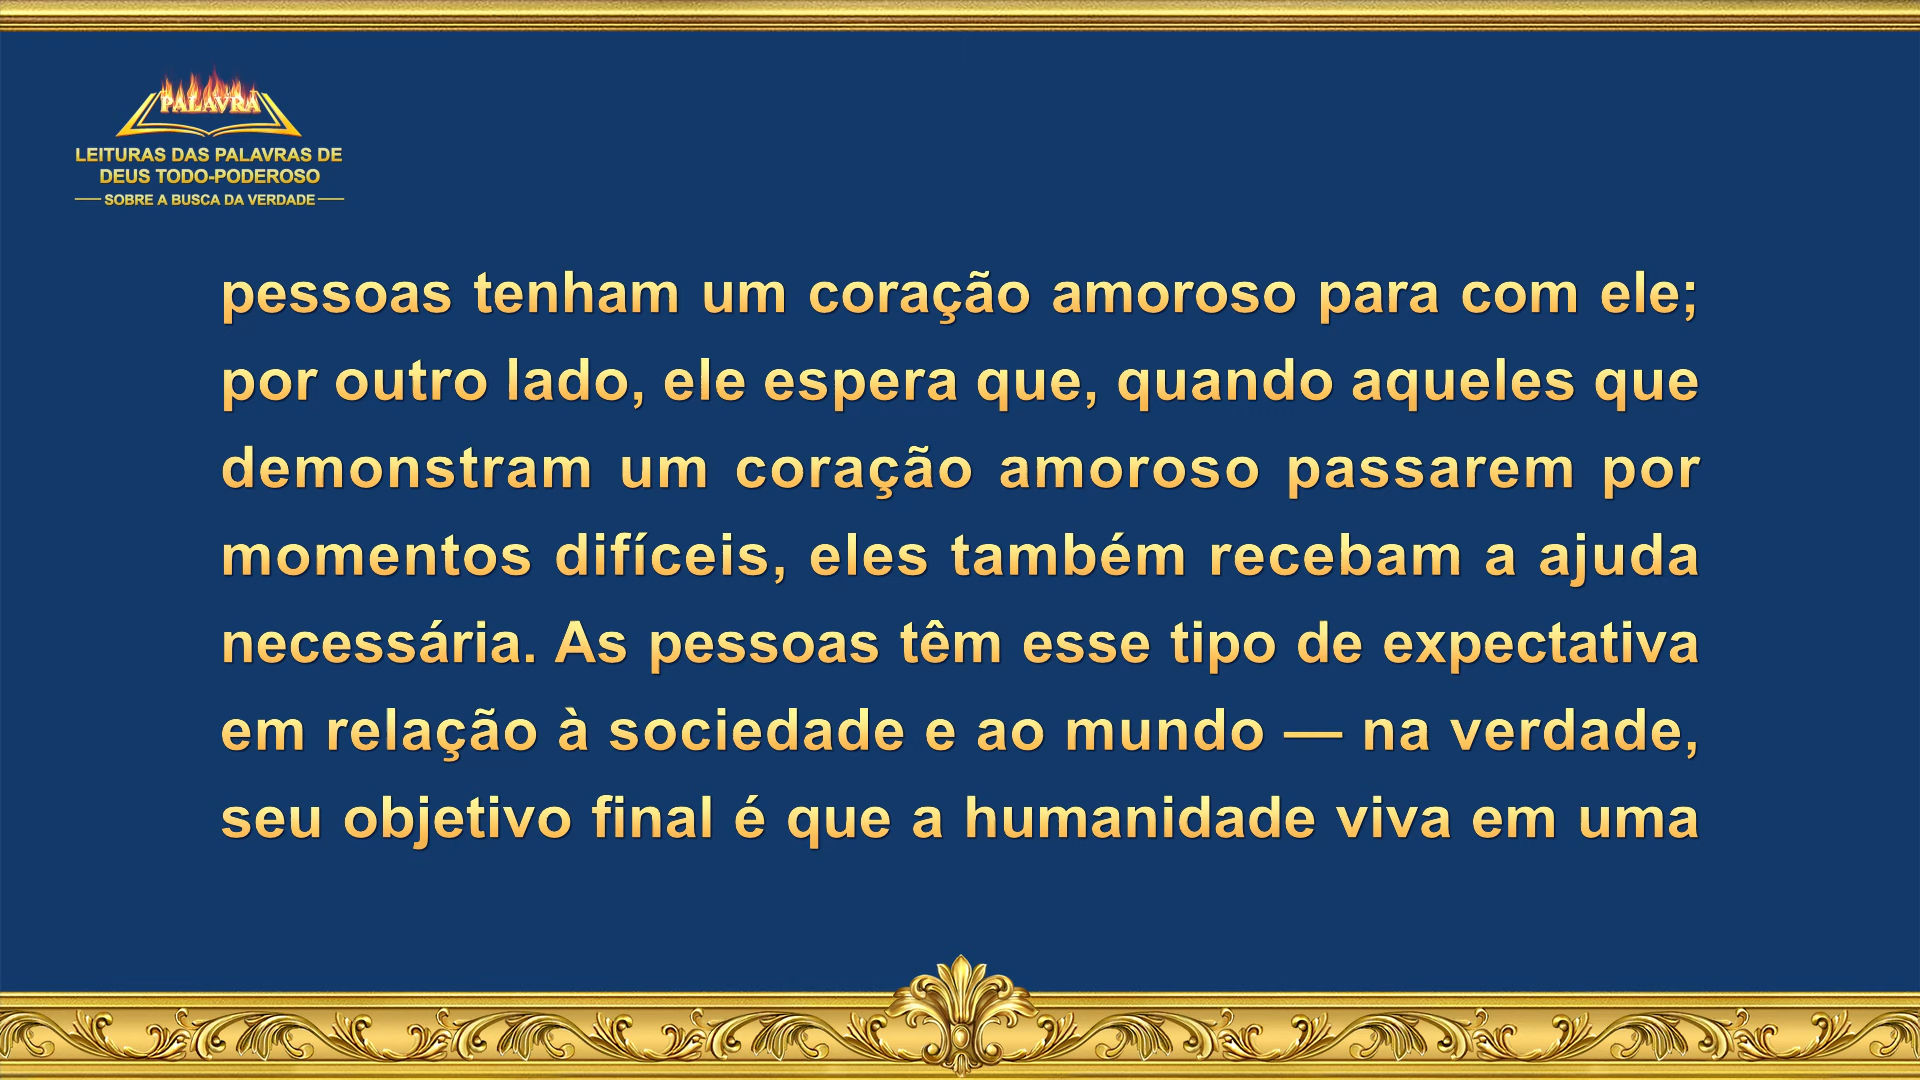 PALAVRA
LEITURAS DAS PALAVRAS DE
DEUS TODO-PODEROSO
SOBRE A BUSCA DA VERDADE
pessoas tenham um coração amoroso para com ele;
por outro lado, ele espera que, quando aqueles que
demonstram um coração amoroso passarem por
momentos difíceis, eles também recebam a ajuda
necessária. As pessoas têm esse tipo de expectativa
em relação à sociedade e ao mundo — na verdade,
seu objetivo final é que a humanidade viva em uma